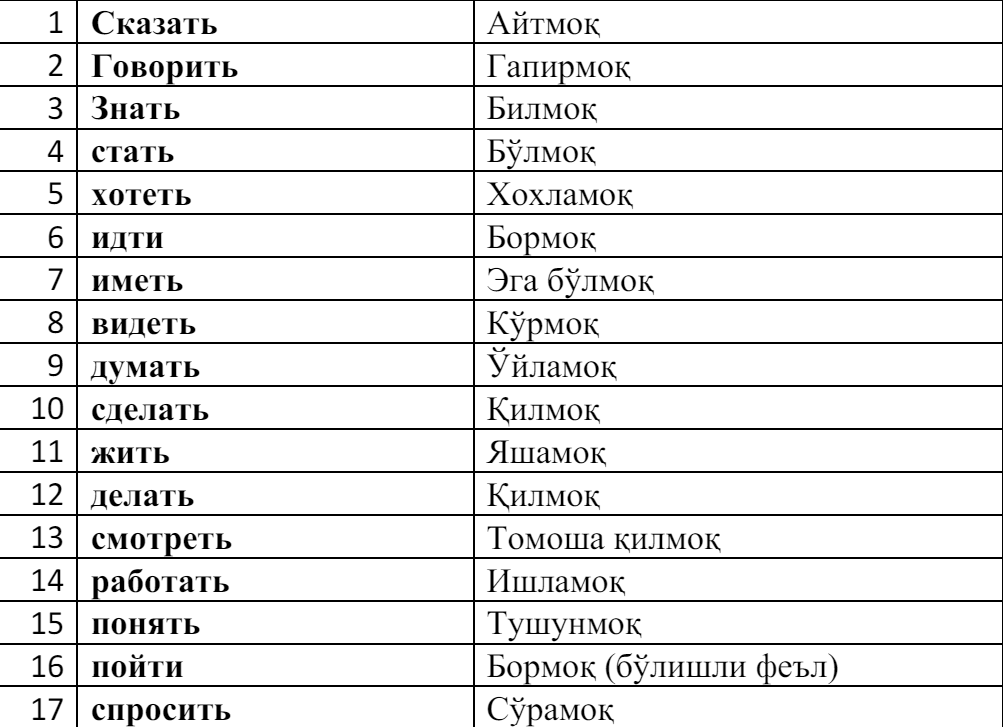 1 Сказать Айтмоқ
2 Говорить Гапирмоқ
3 Знать Билмоқ
4 стать Бўлмоқ
5 хотеть Хохламоқ
6 идти Бормоқ
7 иметь Эга бўлмоқ
8 видеть Кўрмоқ
9 думать Ўйламоқ
10 сделать Қилмоқ
11 жить Яшамоқ
12 делать Қилмоқ
13 смотреть Томоша қилмоқ
14 работать Ишламоқ
15 понять Тушунмоқ
16 пойти Бормоқ (бўлишли феъл)
17 спросить Сўрамоқ